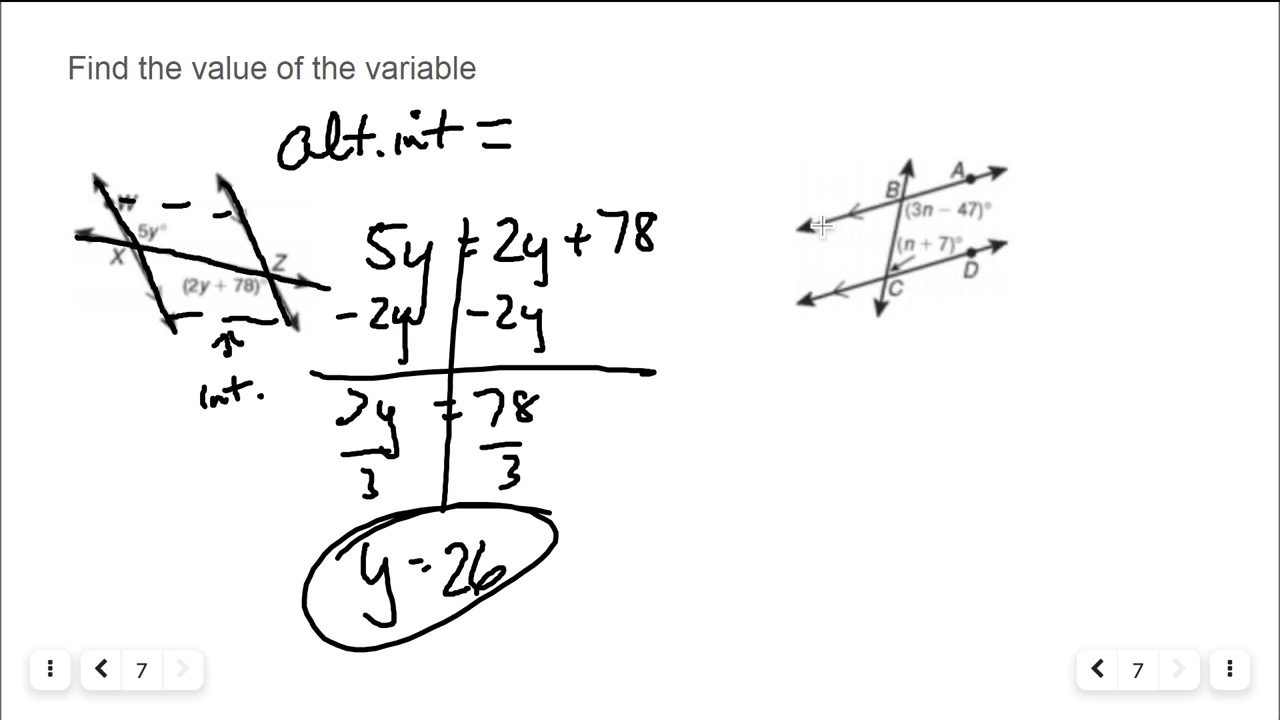 Find the value of the variable
alt. int =
W
5y°
X
Z
(2y + 78)
int.
5y = 2y + 78
-2y -2y
3y = 78
3 3
y = 26
A
B
(3n − 47)°
(n + 7)°
D
C
7
7